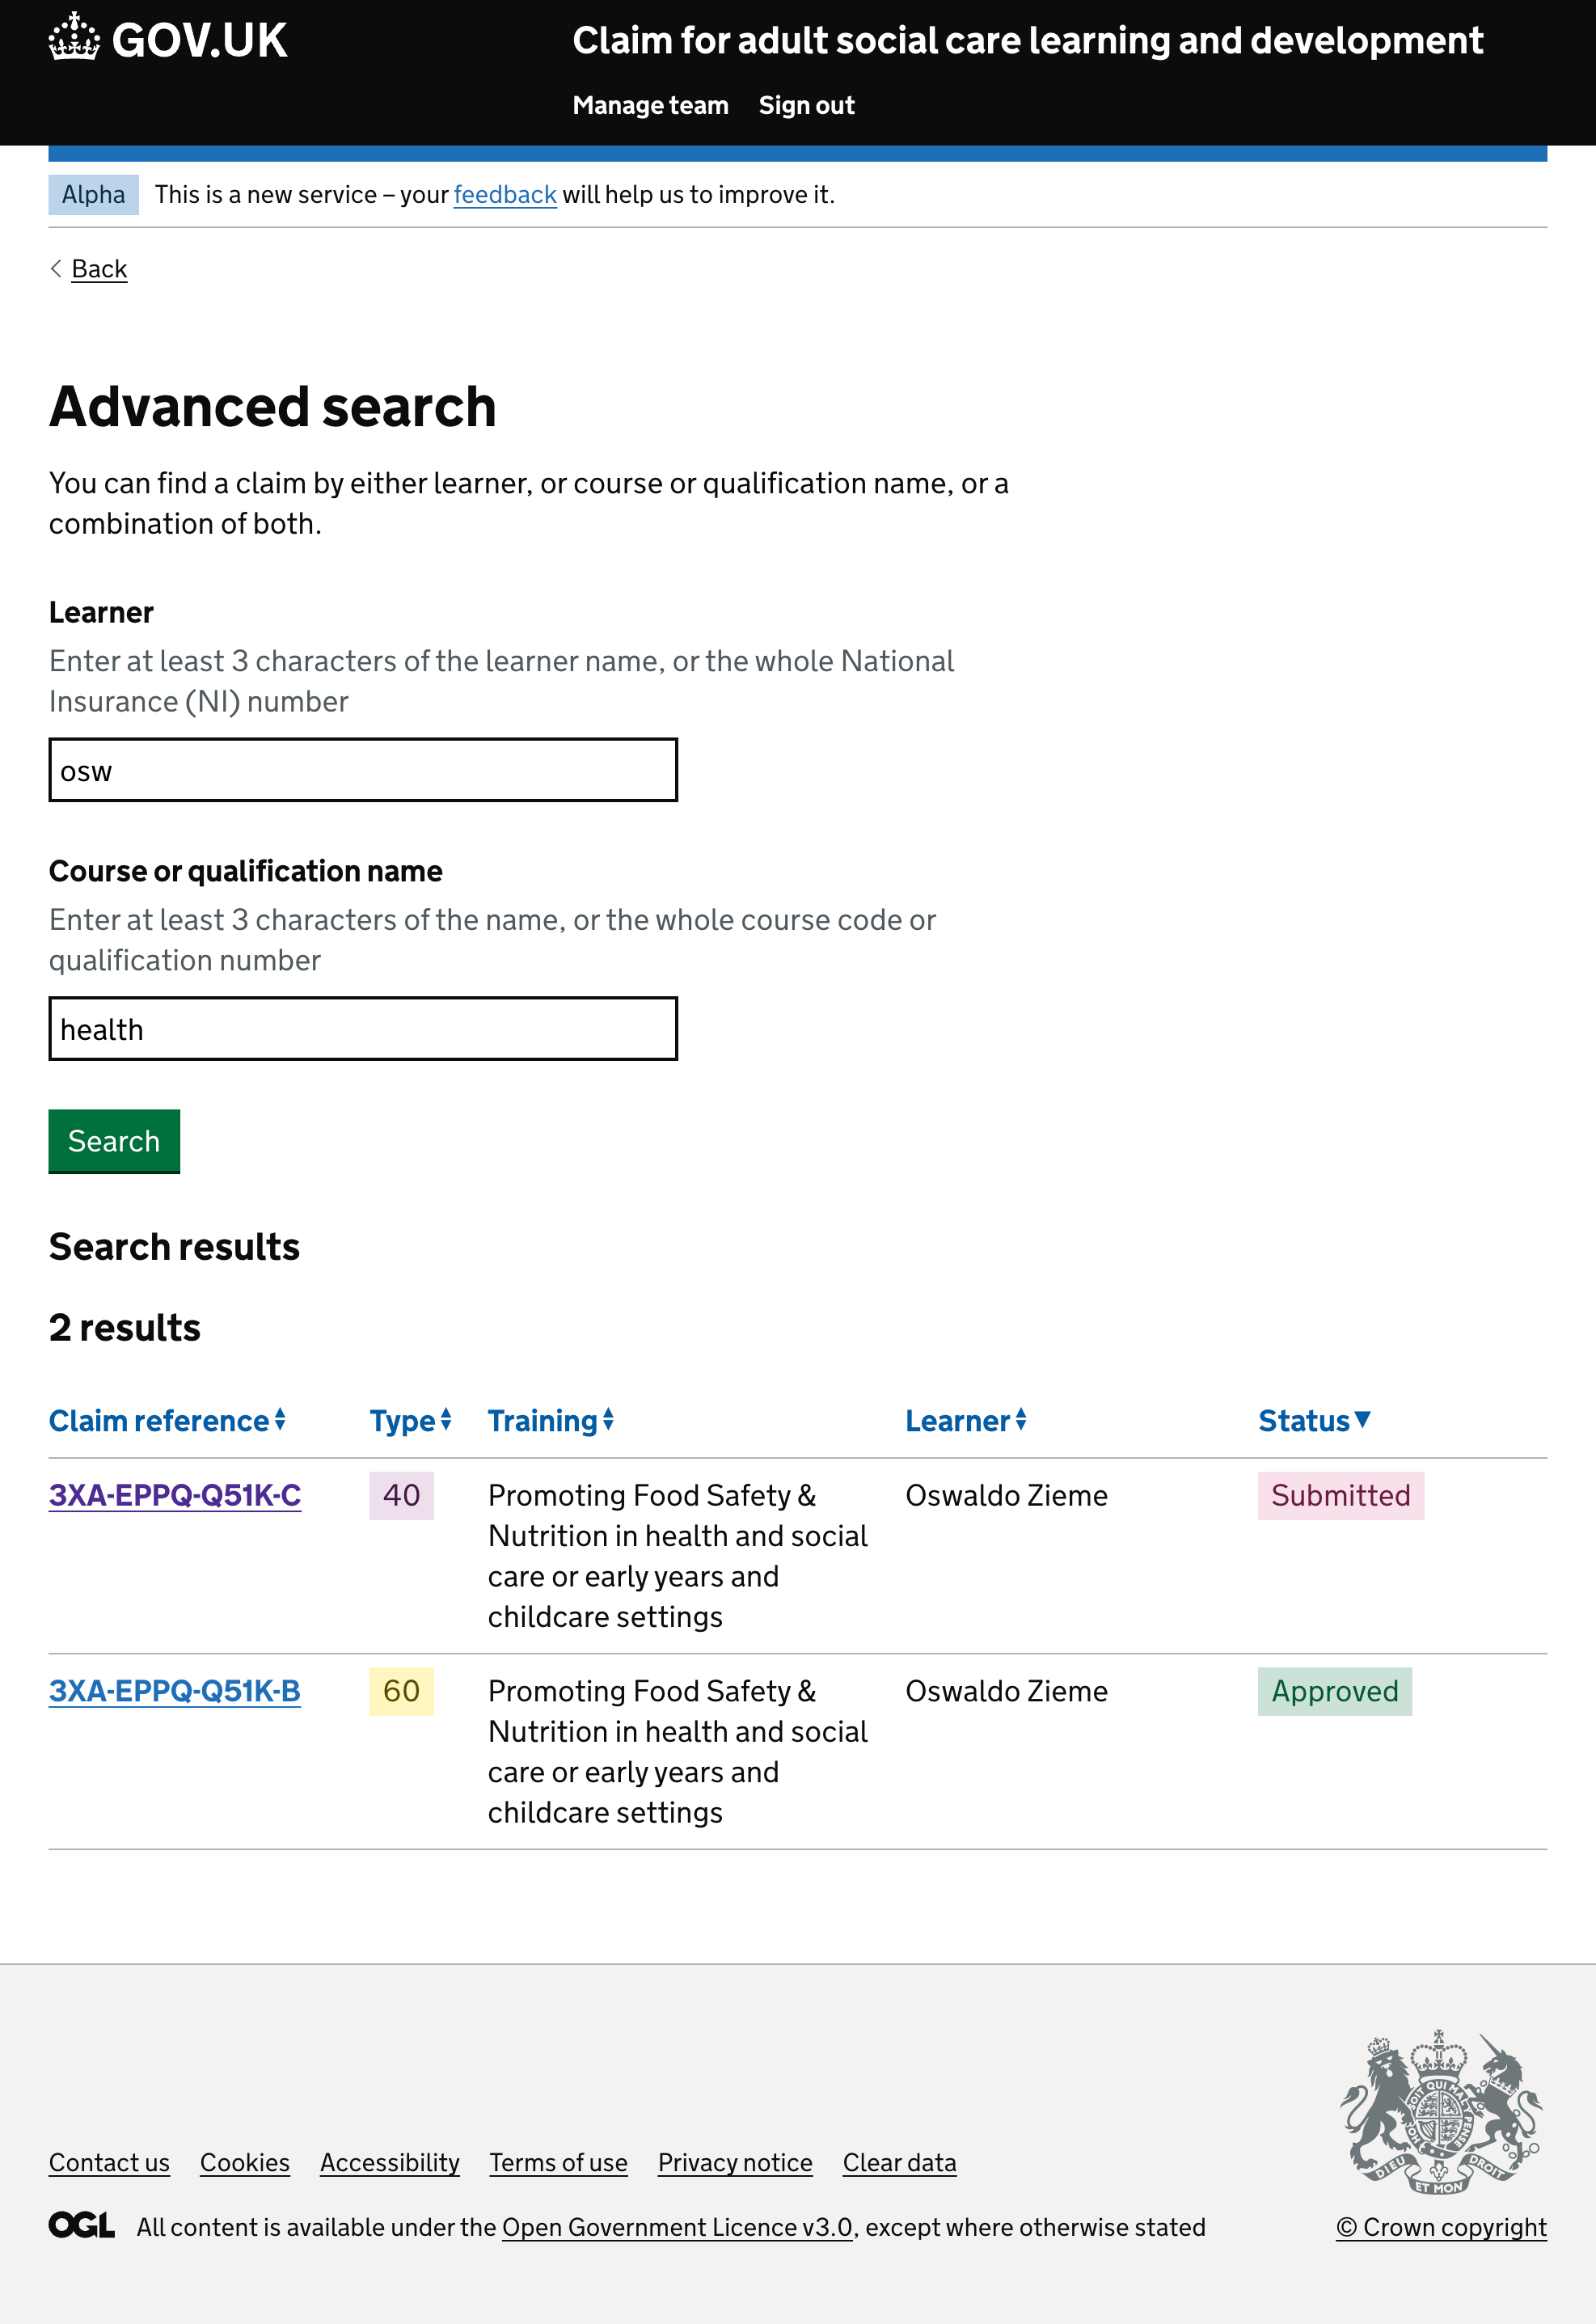 GOV.UK
Claim for adult social care learning and development
Manage team Sign out
Alpha This is a new service – your feedback will help us to improve it.
Back
Advanced search
You can find a claim by either learner, or course or qualification name, or a
combination of both.
Learner
Enter at least 3 characters of the learner name, or the whole National
Insurance (NI) number
osw
Course or qualification name
Enter at least 3 characters of the name, or the whole course code or
qualification number
health
Search
Search results
2 results
Claim reference Type Training Learner Status
3XA-EPPQ-Q51K-C 40 Promoting Food Safety & Oswaldo Zieme Submitted
Nutrition in health and social
care or early years and
childcare settings
3XA-EPPQ-Q51K-B 60 Promoting Food Safety & Oswaldo Zieme Approved
Nutrition in health and social
care or early years and
childcare settings
DIEU ET MON DROIT
Contact us Cookies Accessibility Terms of use Privacy notice Clear data
OGL All content is available under the Open Government Licence v3.0, except where otherwise stated
© Crown copyright